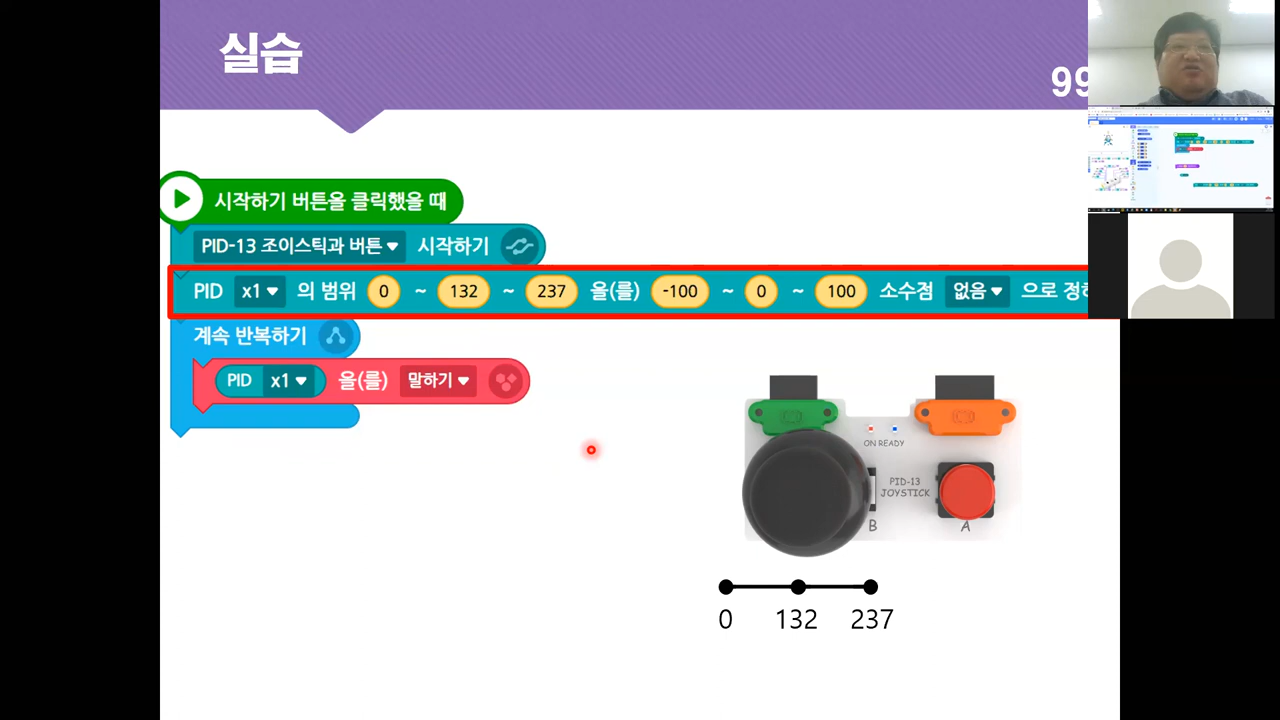 실습
99
시작하기 버튼을 클릭했을 때
PID-13 조이스틱과 버튼 시작하기
PID x1 의 범위 0 ~ 132 ~ 237 을(를) -100 ~ 0 ~ 100 소수점 없음 으로 정하
계속 반복하기
PID x1 을(를) 말하기
ON READY
PID-13
JOYSTICK
B A
0 132 237